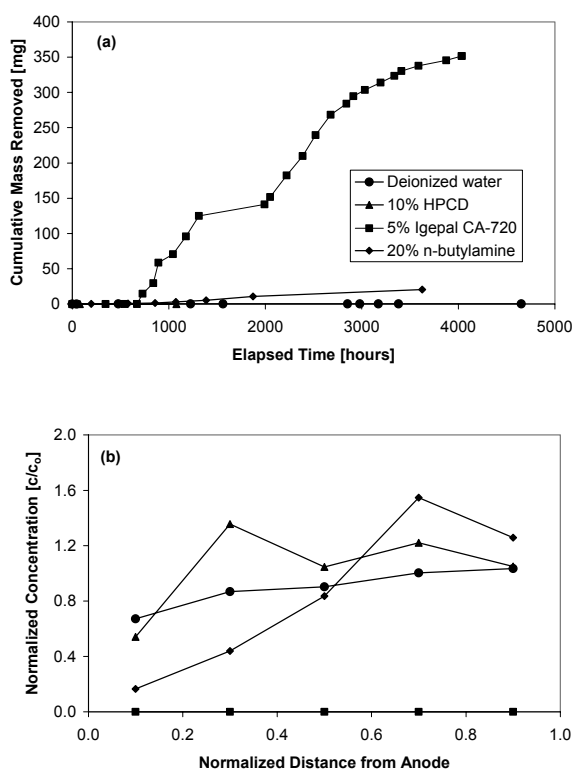 400
350
300
250
200
150
100
50
0
Cumulative Mass Removed [mg]
(a)
Deionized water
10% HPCD
5% Igepal CA-720
20% n-butylamine
0 1000 2000 3000 4000 5000
Elapsed Time [hours]
2.0
1.6
1.2
0.8
0.4
0.0
Normalized Concentration [c/co]
(b)
0.0 0.2 0.4 0.6 0.8 1.0
Normalized Distance from Anode